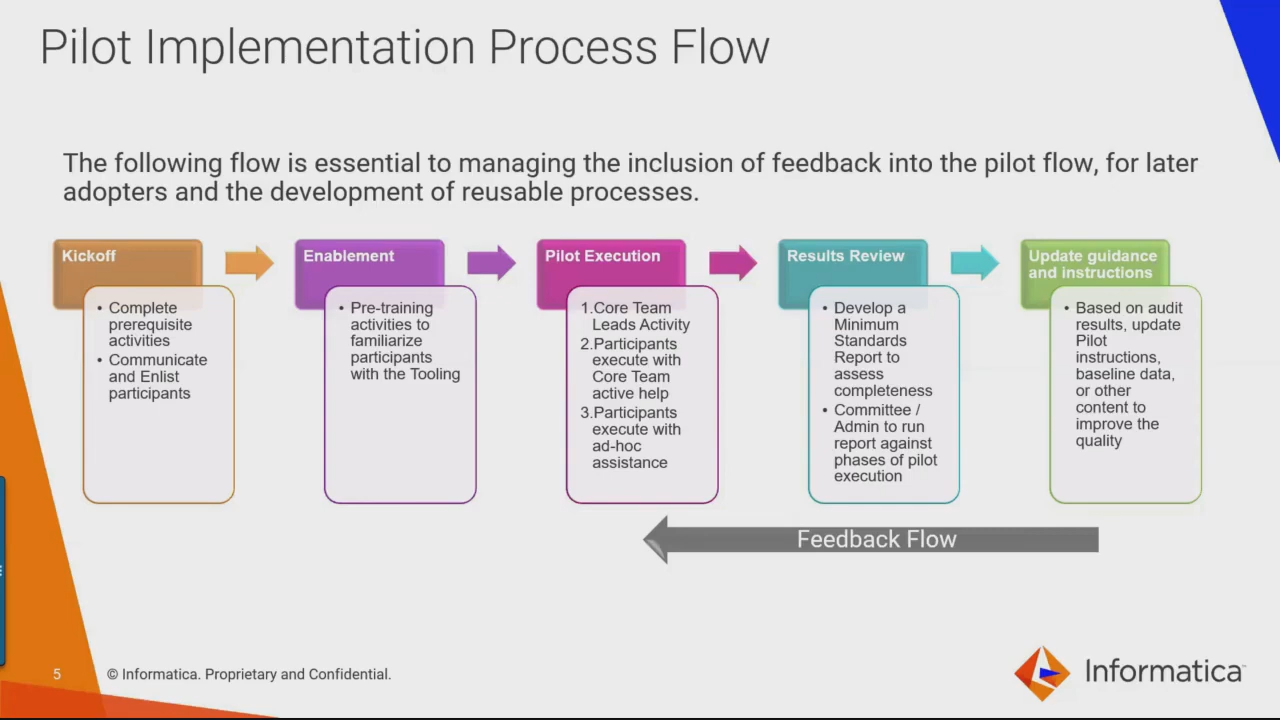 Pilot Implementation Process Flow
The following flow is essential to managing the inclusion of feedback into the pilot flow, for later
adopters and the development of reusable processes.
Kickoff
• Complete
prerequisite
activities
• Communicate
and Enlist
participants
Enablement
• Pre-training
activities to
familiarize
participants
with the Tooling
Pilot Execution
1.Core Team
Leads Activity
2.Participants
execute with
Core Team
active help
3.Participants
execute with
ad-hoc
assistance
Results Review
• Develop a
Minimum
Standards
Report to
assess
completeness
• Committee /
Admin to run
report against
phases of pilot
execution
Update guidance
and instructions
• Based on audit
results, update
Pilot
instructions,
baseline data,
or other
content to
improve the
quality
Feedback Flow
5
© Informatica. Proprietary and Confidential.
Informatica